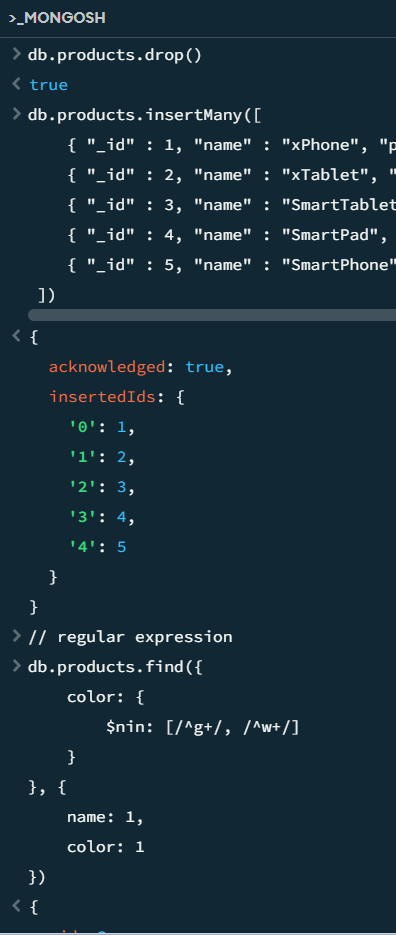 >_MONGOSH
> db.products.drop()
< true
> db.products.insertMany([
{ "_id" : 1, "name" : "xPhone", "p
{ "_id" : 2, "name" : "xTablet", "
{ "_id" : 3, "name" : "SmartTablet
{ "_id" : 4, "name" : "SmartPad",
{ "_id" : 5, "name" : "SmartPhone"
])
< {
acknowledged: true,
insertedIds: {
'0': 1,
'1': 2,
'2': 3,
'3': 4,
'4': 5
}
}
> // regular expression
> db.products.find({
color: {
$nin: [/^g+/, /^w+/]
}
}, {
name: 1,
color: 1
})
< {